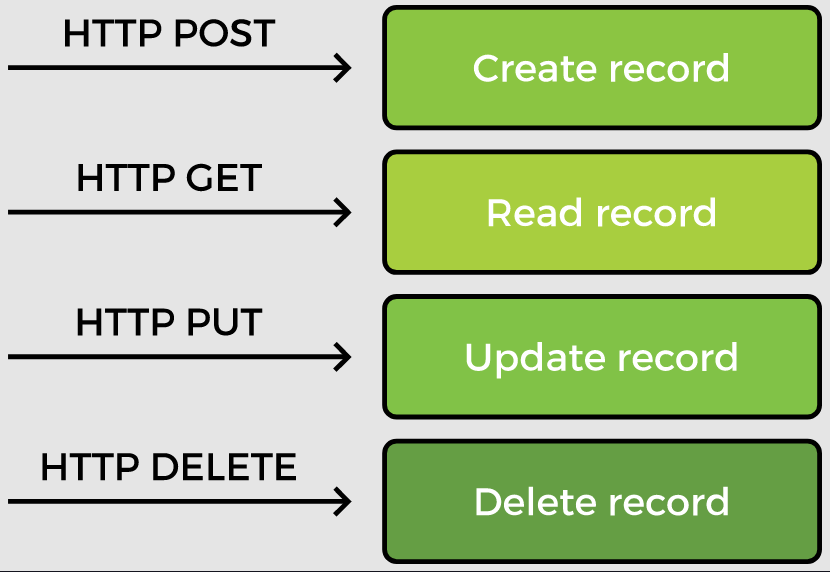 HTTP POST
Create record
HTTP GET
Read record
HTTP PUT
Update record
HTTP DELETE
Delete record